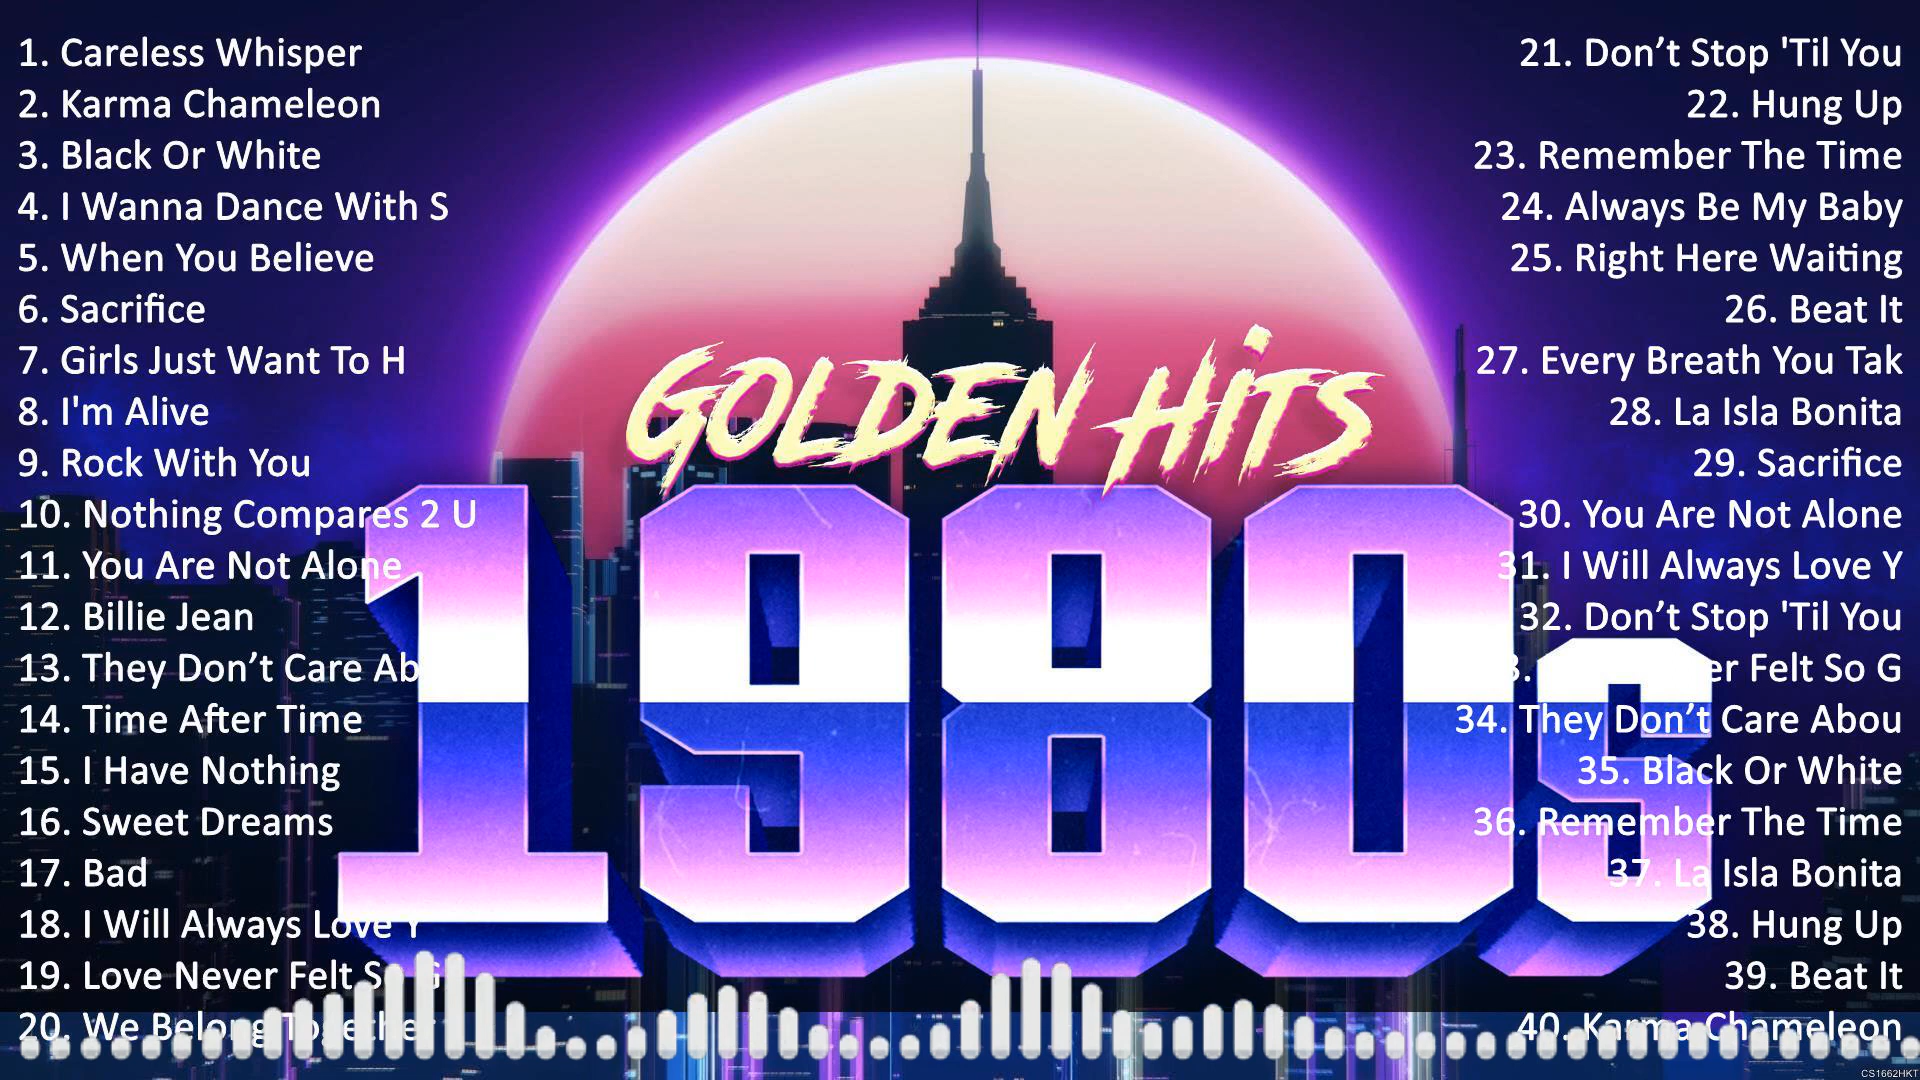 1. Careless Whisper
2. Karma Chameleon
3. Black Or White
4. I Wanna Dance With S
5. When You Believe
6. Sacrifice
7. Girls Just Want To H
8. I'm Alive
9. Rock With You
10. Nothing Compares 2 U
11. You Are Not Alone
12. Billie Jean
13. They Don’t Care Ab
14. Time After Time
15. I Have Nothing
16. Sweet Dreams
17. Bad
18. I Will Always Love Y
19. Love Never Felt So G
20. We Belong Together
GOLDEN HiTS
1980s
21. Don’t Stop 'Til You
22. Hung Up
23. Remember The Time
24. Always Be My Baby
25. Right Here Waiting
26. Beat It
27. Every Breath You Tak
28. La Isla Bonita
29. Sacrifice
30. You Are Not Alone
31. I Will Always Love Y
32. Don’t Stop 'Til You
3. er Felt So G
34. They Don’t Care Abou
35. Black Or White
36. Remember The Time
37. La Isla Bonita
38. Hung Up
39. Beat It
40. Karma Chameleon
CS1662HKT